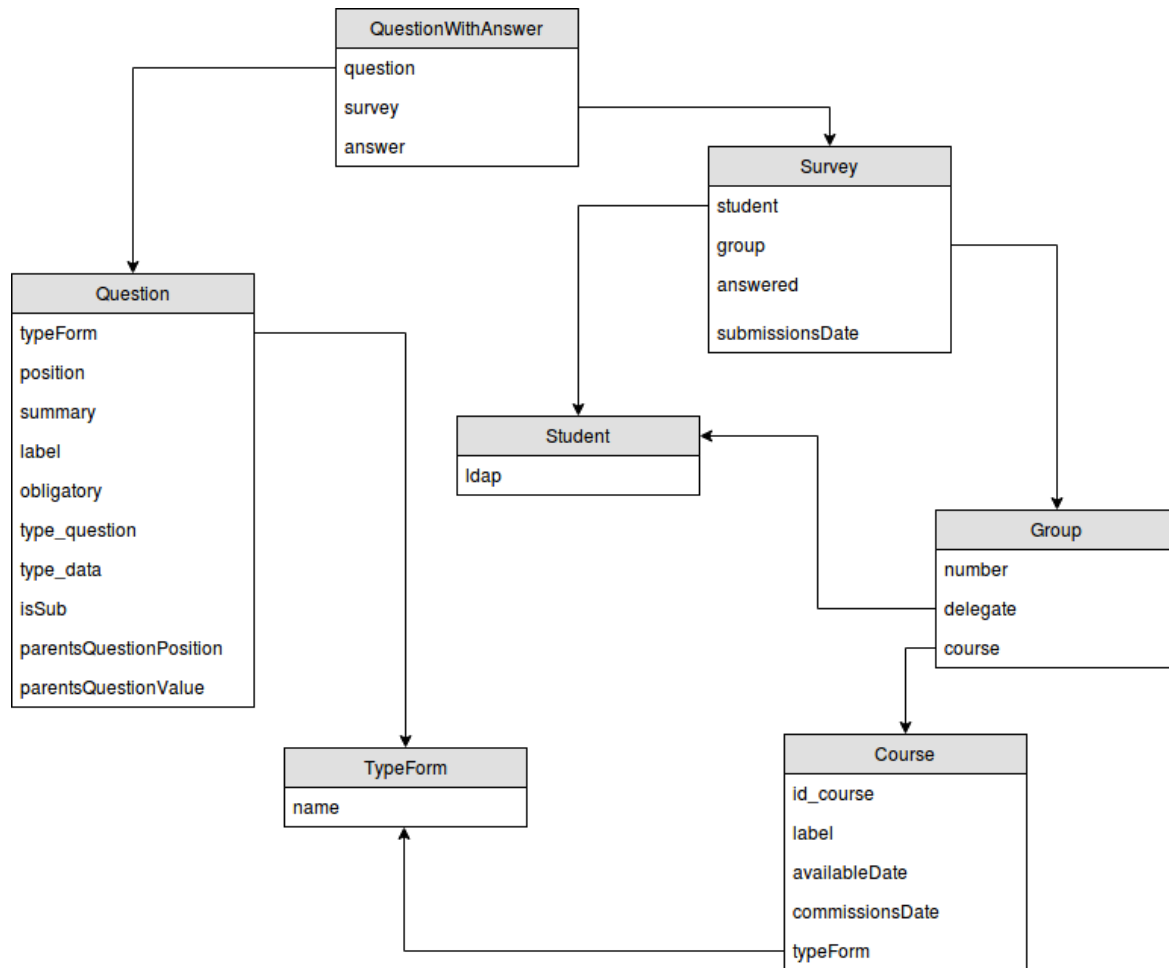 QuestionWithAnswer
question
survey
answer
Survey
student
group
answered
submissionsDate
Question
typeForm
position
summary
label
obligatory
type_question
type_data
isSub
parentsQuestionPosition
parentsQuestionValue
Student
ldap
Group
number
delegate
course
TypeForm
name
Course
id_course
label
availableDate
commissionsDate
typeForm